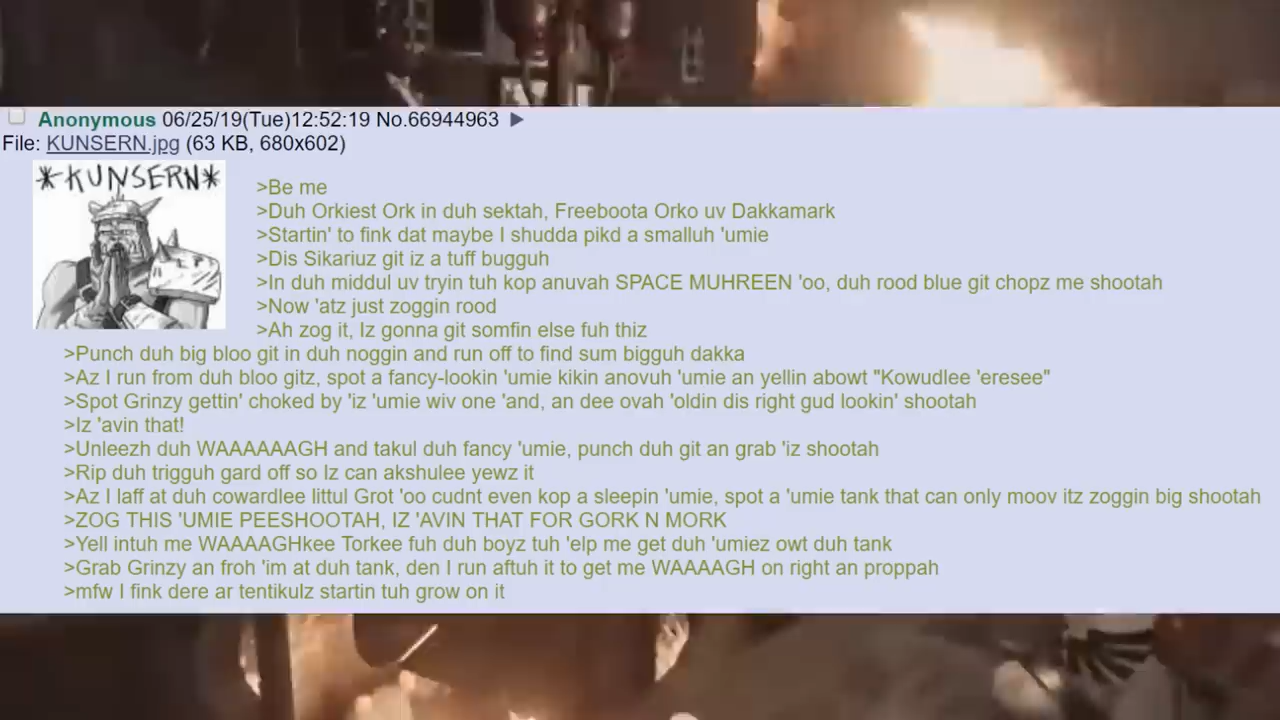 Anonymous 06/25/19(Tue)12:52:19 No.66944963 ▶
File: KUNSERN.jpg (63 KB, 680x602)
*KUNSERN*
>Be me
>Duh Orkiest Ork in duh sektah, Freeboota Orko uv Dakkamark
>Startin' to fink dat maybe I shudda pikd a smalluh 'umie
>Dis Sikariuz git iz a tuff bugguh
>In duh middul uv tryin tuh kop anuvah SPACE MUHREEN 'oo, duh rood blue git chopz me shootah
>Now 'atz just zoggin rood
>Ah zog it, Iz gonna git somfin else fuh thiz
>Punch duh big bloo git in duh noggin and run off to find sum bigguh dakka
>Az I run from duh bloo gitz, spot a fancy-lookin 'umie kikin anovuh 'umie an yellin abowt "Kowudlee 'eresee"
>Spot Grinzy gettin' choked by 'iz 'umie wiv one 'and, an dee ovah 'oldin dis right gud lookin' shootah
>Iz 'avin that!
>Unleezh duh WAAAAAAGH and takul duh fancy 'umie, punch duh git an grab 'iz shootah
>Rip duh trigguh gard off so Iz can akshulee yewz it
>Az I laff at duh cowardlee littul Grot 'oo cudnt even kop a sleepin 'umie, spot a 'umie tank that can only moov itz zoggin big shootah
>ZOG THIS 'UMIE PEESHOOTAH, IZ 'AVIN THAT FOR GORK N MORK
>Yell intuh me WAAAAGHkee Torkee fuh duh boyz tuh 'elp me get duh 'umiez owt duh tank
>Grab Grinzy an froh 'im at duh tank, den I run aftuh it to get me WAAAAGH on right an proppah
>mfw I fink dere ar tentikulz startin tuh grow on it